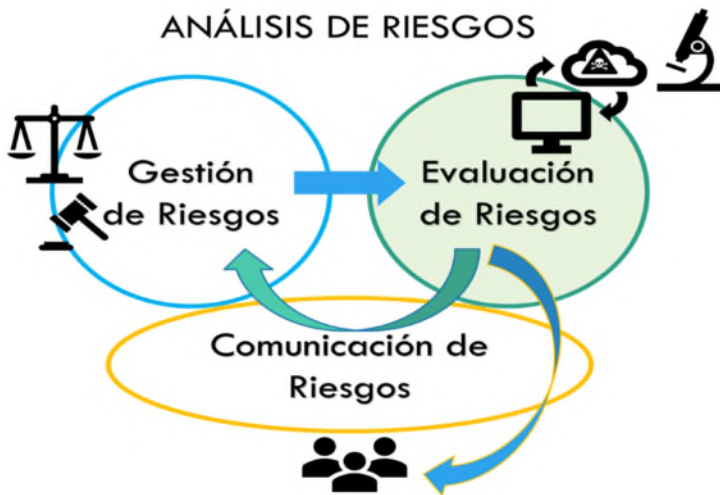 ANÁLISIS DE RIESGOS
Gestión
de Riesgos
Evaluación
de Riesgos
Comunicación de
Riesgos